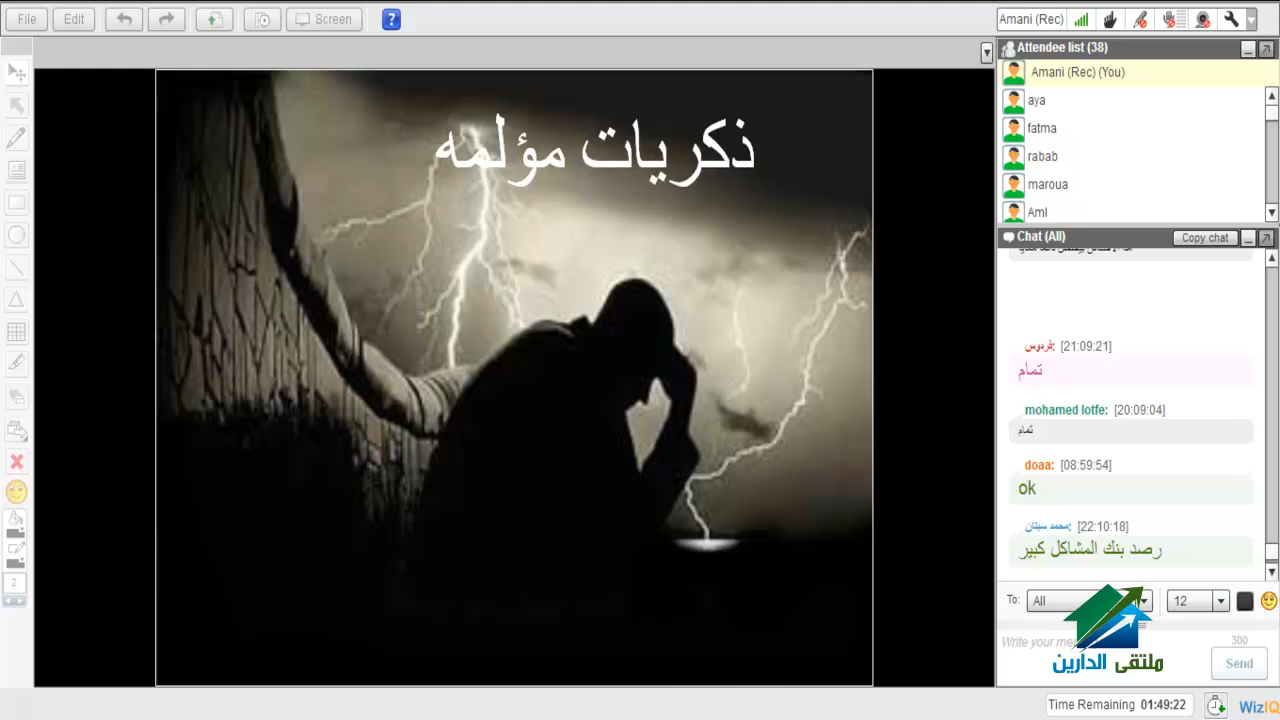 File
Edit
Screen
?
Amani (Rec)
Attendee list (38)
Amani (Rec) (You)
aya
fatma
rabab
maroua
Aml
Chat (All)
Copy chat
ذكريات مؤلمه
فردوس: [21:09:21]
تمام
mohamed lotfe: [20:09:04]
تمام
doaa: [08:59:54]
ok
[22:10:18]
رصد بنك المشاكل كبير
To:
All
12
Write your
300
Send
ملتقى الدارين
2
Time Remaining 01:49:22
WizIQ